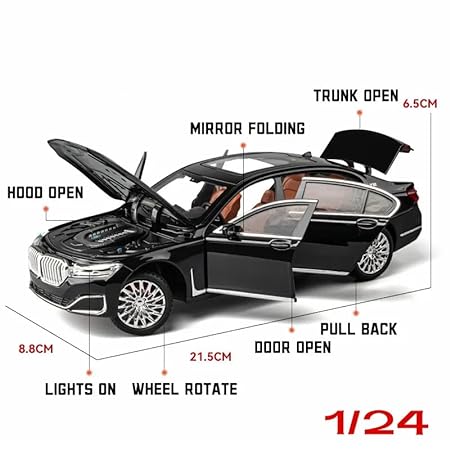 TRUNK OPEN
6.5CM
MIRROR FOLDING
HOOD OPEN
PULL BACK
8.8CM
21.5CM
DOOR OPEN
LIGHTS ON
WHEEL ROTATE
1/24